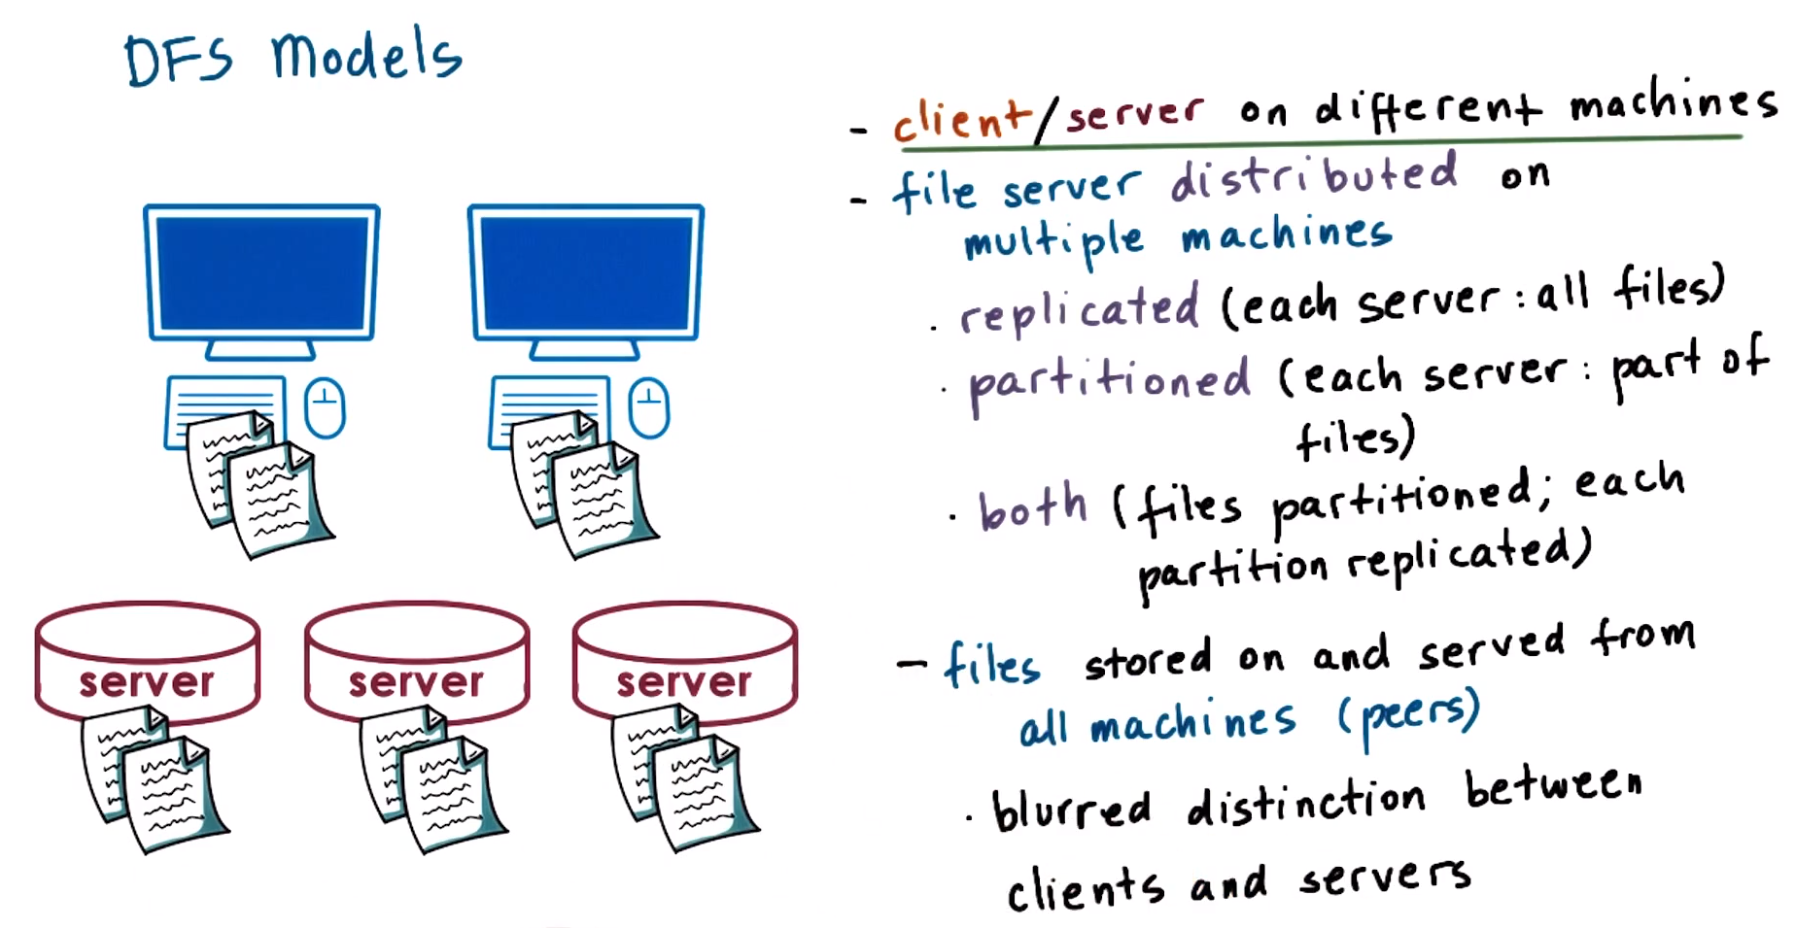 DFS Models
- client/server on different machines
- file server distributed on
multiple machines
. replicated (each server: all files)
. partitioned (each server: part of
files)
. both (files partitioned; each
partition replicated)
- files stored on and served from
all machines (peers)
. blurred distinction between
clients and servers
server
server
server